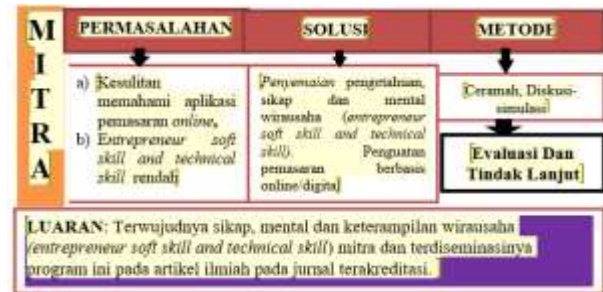 MITRA
PERMASALAHAN
a) Kesulitan
memahami aplikasi
pemasaran online,
b) Entrepreneur soft
skill and technical
skill rendah
SOLUSI
Penyemaian pengetahuan,
sikap dan mental
wirausaha (entrepreneur
soft skill and technical
skill). Penguatan
pemasaran berbasis
online/digital
METODE
Ceramah, Diskusi-
simulasi
Evaluasi Dan
Tindak Lanjut
LUARAN: Terwujudnya sikap, mental dan keterampilan wirausaha
(entrepreneur soft skill and technical skill) mitra dan terdiseminasinya
program ini pada artikel ilmiah pada jurnal terakreditasi.